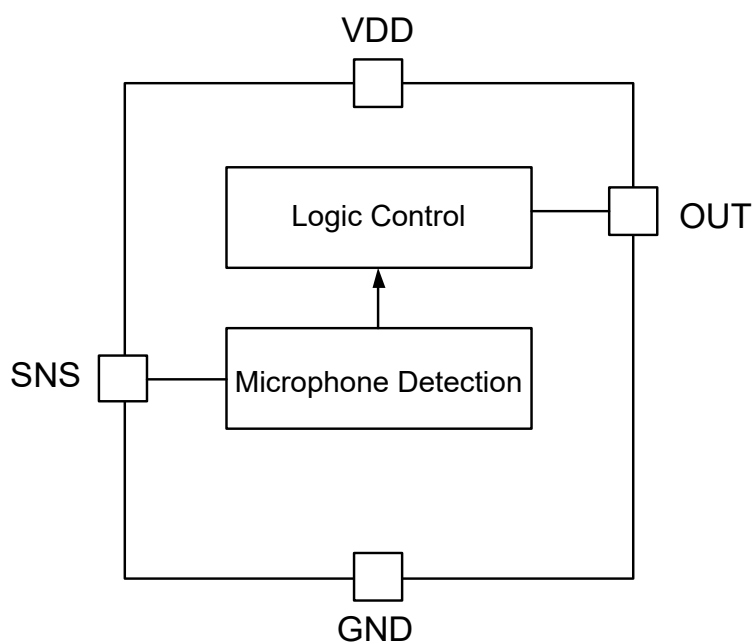 VDD
Logic Control
OUT
SNS
Microphone Detection
GND